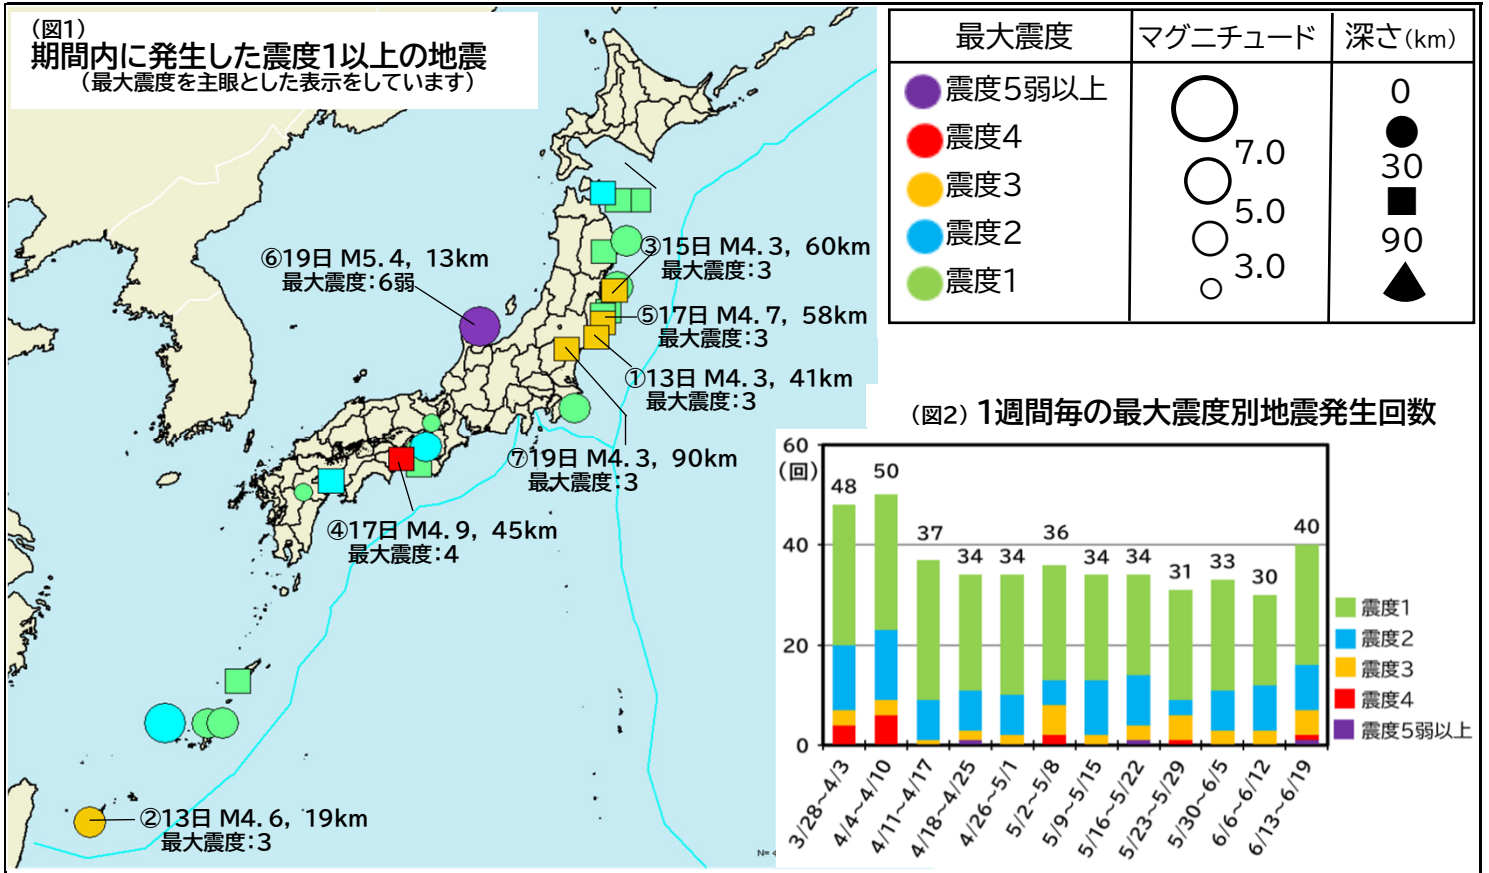 (図1)
期間内に発生した震度1以上の地震
(最大震度を主眼とした表示をしています)
⑥19日 M5.4, 13km
最大震度:6弱
③15日 M4.3, 60km
最大震度:3
⑤17日 M4.7, 58km
最大震度:3
①13日 M4.3, 41km
最大震度:3
⑦19日 M4.3, 90km
最大震度:3
④17日 M4.9, 45km
最大震度:4
②13日 M4.6, 19km
最大震度:3
N=
最大震度 マグニチュード 深さ(km)
震度5弱以上
震度4
震度3
震度2
震度1
7.0
5.0
3.0
0
30
90
(図2) 1週間毎の最大震度別地震発生回数
60
(回)
40
20
0
48 50 37 34 34 36 34 34 31 33 30 40
3/28~4/3
4/4~4/10
4/11~4/17
4/18~4/25
4/26~5/1
5/2~5/8
5/9~5/15
5/16~5/22
5/23~5/29
5/30~6/5
6/6~6/12
6/13~6/19
震度1
震度2
震度3
震度4
震度5弱以上